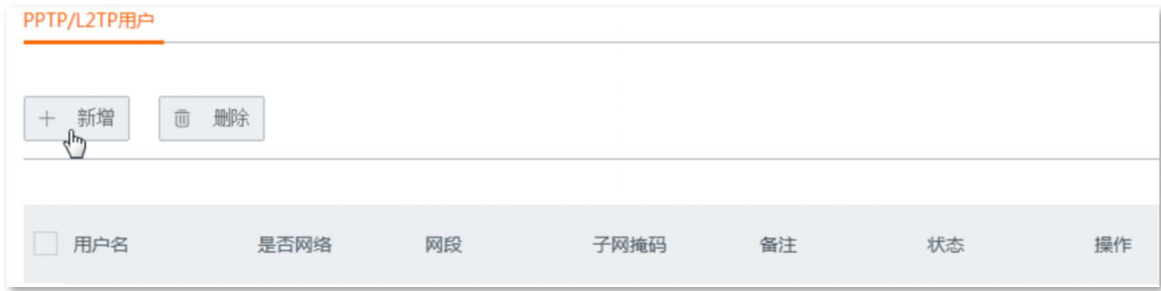 PPTP/L2TP用户
新增 删除
用户名 是否网络 网段 子网掩码 备注 状态 操作